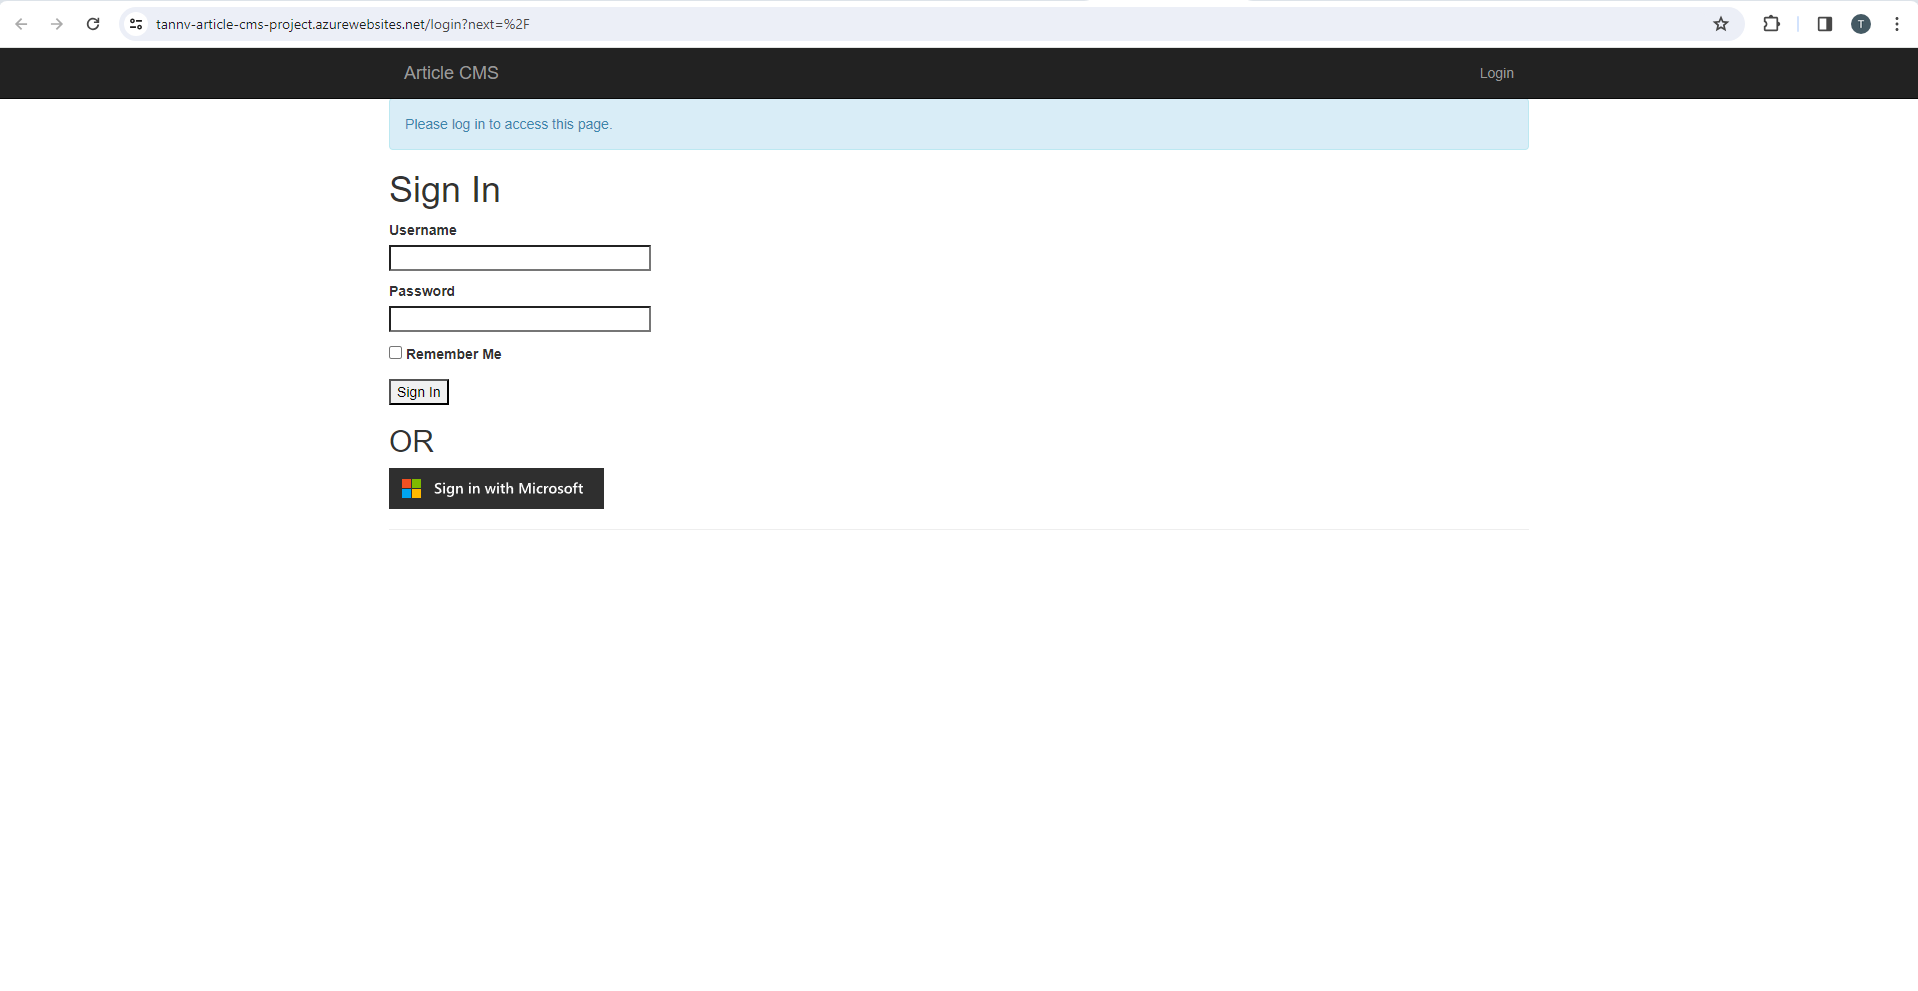 tannv-article-cms-project.azurewebsites.net/login?next=%2F
T
Article CMS
Login
Please log in to access this page.
Sign In
Username
Password
Remember Me
Sign In
OR
Sign in with Microsoft